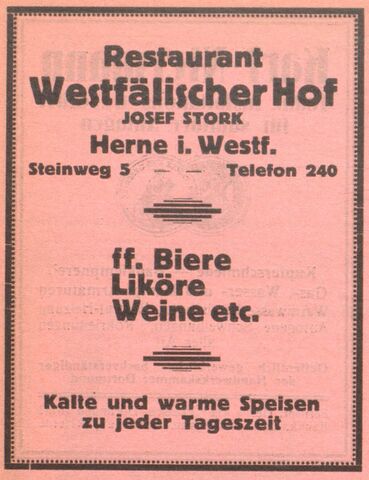 Restaurant
Westfälischer Hof
JOSEF STORK
Herne i. Westf.
Steinweg 5 — — Telefon 240
ff. Biere
Liköre
Weine etc.
Kalte und warme Speisen
zu jeder Tageszeit